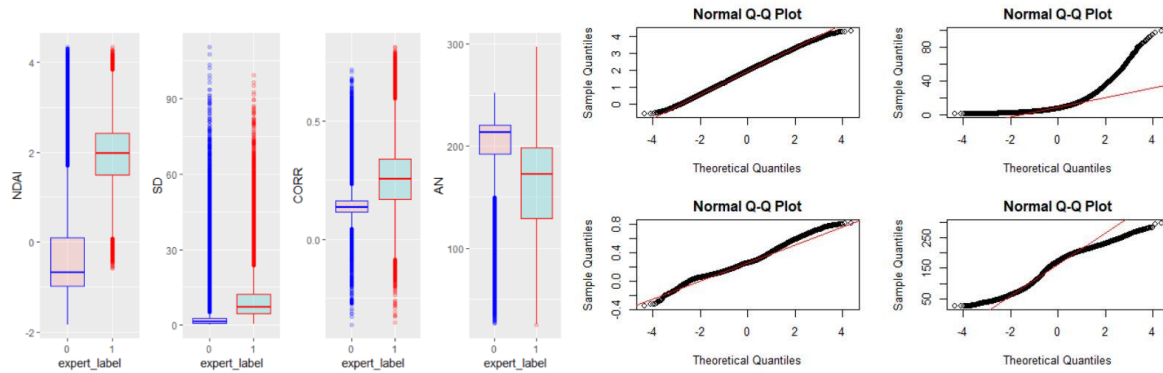 NDAI
4
2
0
-2
0
1
expert_label
SD
90
60
30
0
0
1
expert_label
CORR
0.5
0.0
0
1
expert_label
AN
300
200
100
0
1
expert_label
Normal Q-Q Plot
Sample Quantiles
0 1 2 3 4
-4 -2 0 2 4
Theoretical Quantiles
Normal Q-Q Plot
Sample Quantiles
0 40 80
-4 -2 0 2 4
Theoretical Quantiles
Normal Q-Q Plot
Sample Quantiles
-0.4 0.0 0.4 0.8
-4 -2 0 2 4
Theoretical Quantiles
Normal Q-Q Plot
Sample Quantiles
50 150 250
-4 -2 0 2 4
Theoretical Quantiles